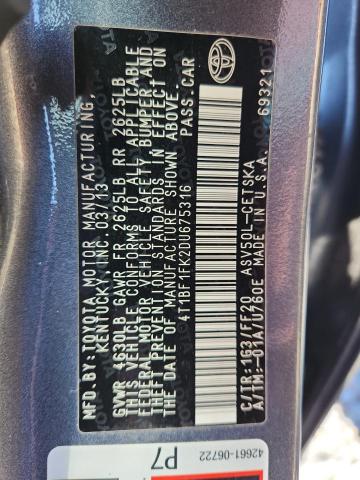 MFD.BY:TOYOTA MOTOR MANUFACTURING,
KENTUCKY, INC. 03/13
GVWR 4630LB GAWR FR 2625LB RR 2625LB
THIS VEHICLE CONFORMS TO ALL APPLICABLE
FEDERAL MOTOR VEHICLE SAFETY, BUMPER, AND
THEFT PREVENTION STANDARDS IN EFFECT ON
THE DATE OF MANUFACTURE SHOWN ABOVE.
4T1BF1FK2DU675316 PASS.CAR
C/TR:1G3/FF20 ASV50L-CETSKA
A/TM:-01A/U760E U.S.A. 69321
TOYOTA
42661-06722
P7